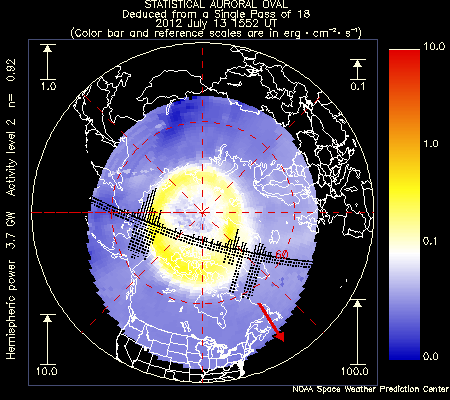 STATISTICAL AURORAL OVAL
Deduced from a Single Pass of 18
2012 July 13 1552 UT
(Color bar and reference scales are in erg · cm⁻² · s⁻¹)
Hemispheric power 3.7 GW Activity level 2 n= 0.92
1.0
0.1
10.0
100.0
60
10.0
1.0
0.1
0.0
NOAA Space Weather Prediction Center